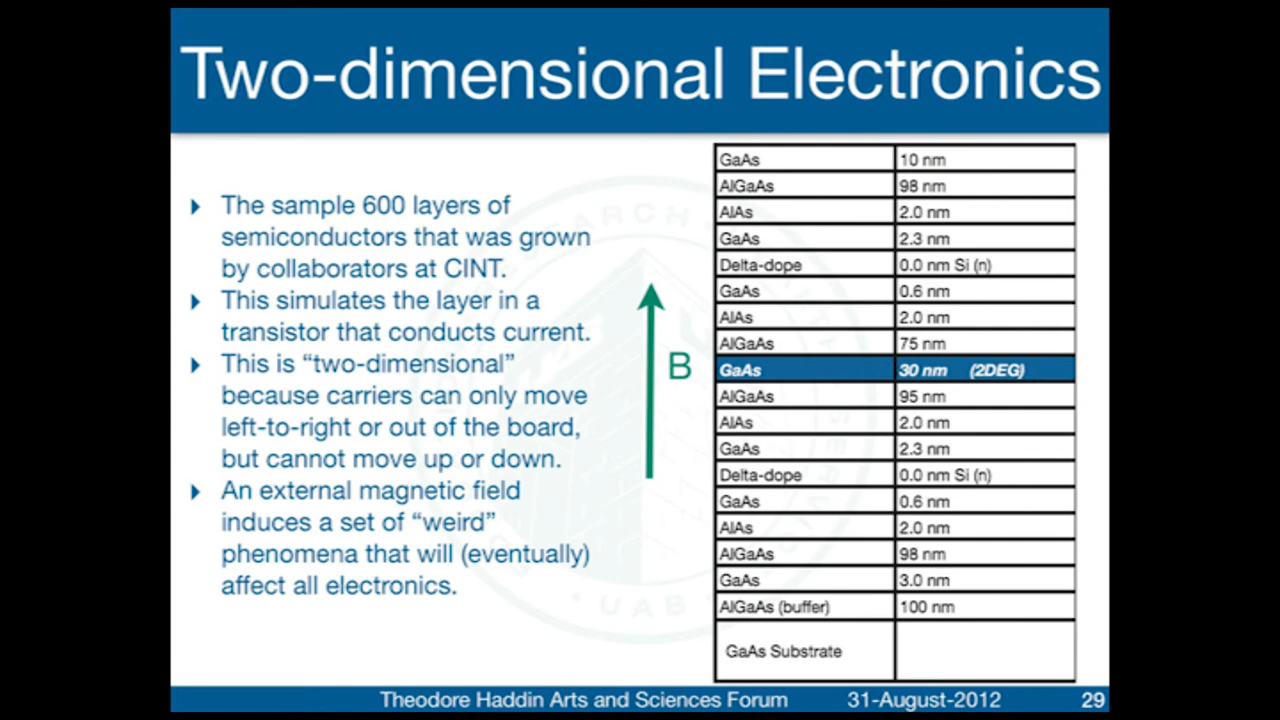 Two-dimensional Electronics
The sample 600 layers of
semiconductors that was grown
by collaborators at CINT.
This simulates the layer in a
transistor that conducts current.
This is “two-dimensional”
because carriers can only move
left-to-right or out of the board,
but cannot move up or down.
An external magnetic field
induces a set of “weird”
phenomena that will (eventually)
affect all electronics.
B
GaAs 10 nm
AlGaAs 98 nm
AlAs 2.0 nm
GaAs 2.3 nm
Delta-dope 0.0 nm Si (n)
GaAs 0.6 nm
AlAs 2.0 nm
AlGaAs 75 nm
GaAs 30 nm (2DEG)
AlGaAs 95 nm
AlAs 2.0 nm
GaAs 2.3 nm
Delta-dope 0.0 nm Si (n)
GaAs 0.6 nm
AlAs 2.0 nm
AlGaAs 98 nm
GaAs 3.0 nm
AlGaAs (buffer) 100 nm
GaAs Substrate
UAB
Theodore Haddin Arts and Sciences Forum 31-August-2012 29